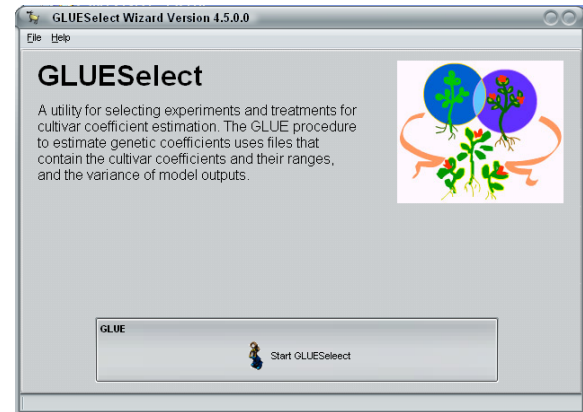 GLUESelect Wizard Version 4.5.0.0
File Help
GLUESelect
A utility for selecting experiments and treatments for
cultivar coefficient estimation. The GLUE procedure
to estimate genetic coefficients uses files that
contain the cultivar coefficients and their ranges,
and the variance of model outputs.
GLUE
Start GLUESeleect